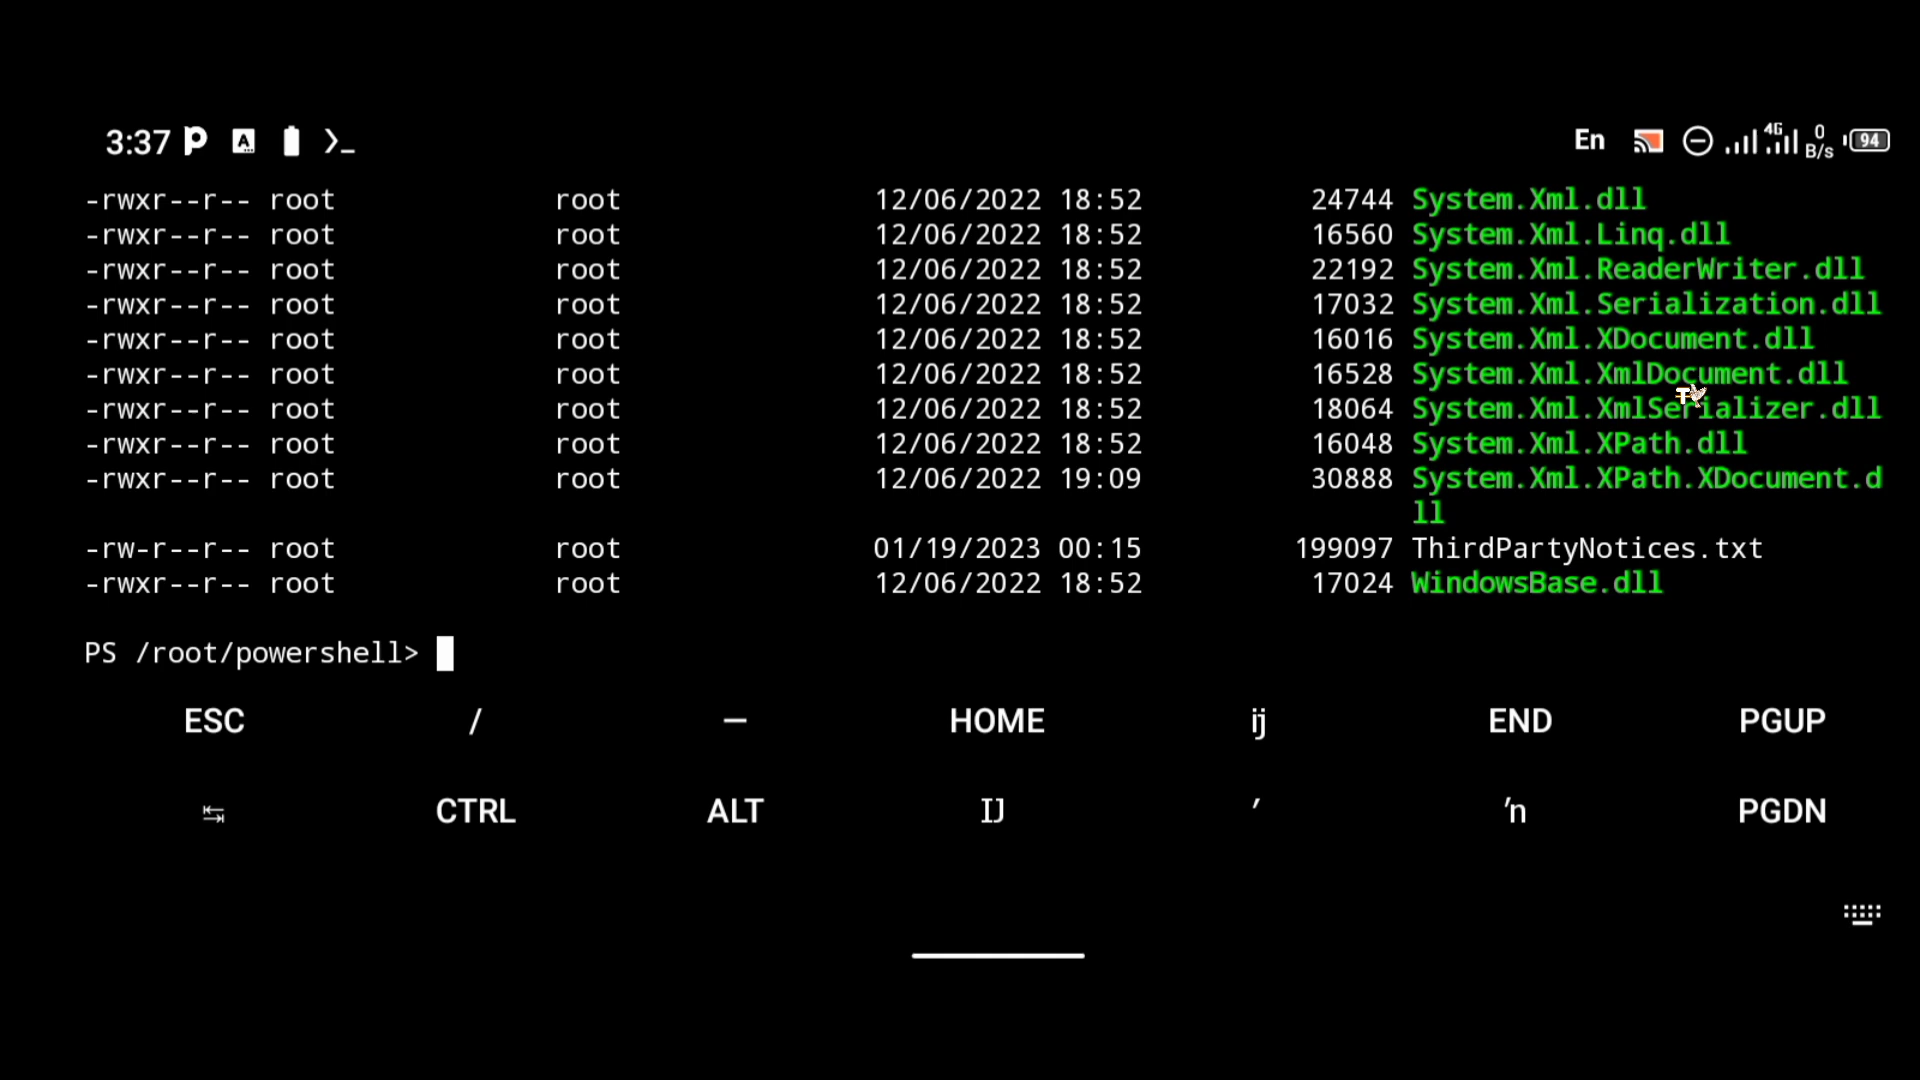 3:37 En 4G 0 B/s 94
-rwxr--r-- root root 12/06/2022 18:52 24744 System.Xml.dll
-rwxr--r-- root root 12/06/2022 18:52 16560 System.Xml.Linq.dll
-rwxr--r-- root root 12/06/2022 18:52 22192 System.Xml.ReaderWriter.dll
-rwxr--r-- root root 12/06/2022 18:52 17032 System.Xml.Serialization.dll
-rwxr--r-- root root 12/06/2022 18:52 16016 System.Xml.XDocument.dll
-rwxr--r-- root root 12/06/2022 18:52 16528 System.Xml.XmlDocument.dll
-rwxr--r-- root root 12/06/2022 18:52 18064 System.Xml.XmlSerializer.dll
-rwxr--r-- root root 12/06/2022 18:52 16048 System.Xml.XPath.dll
-rwxr--r-- root root 12/06/2022 19:09 30888 System.Xml.XPath.XDocument.d
ll
-rw-r--r-- root root 01/19/2023 00:15 199097 ThirdPartyNotices.txt
-rwxr--r-- root root 12/06/2022 18:52 17024 WindowsBase.dll
PS /root/powershell>
ESC / — HOME ĳ END PGUP
↹ CTRL ALT Ĳ ′ ŉ PGDN